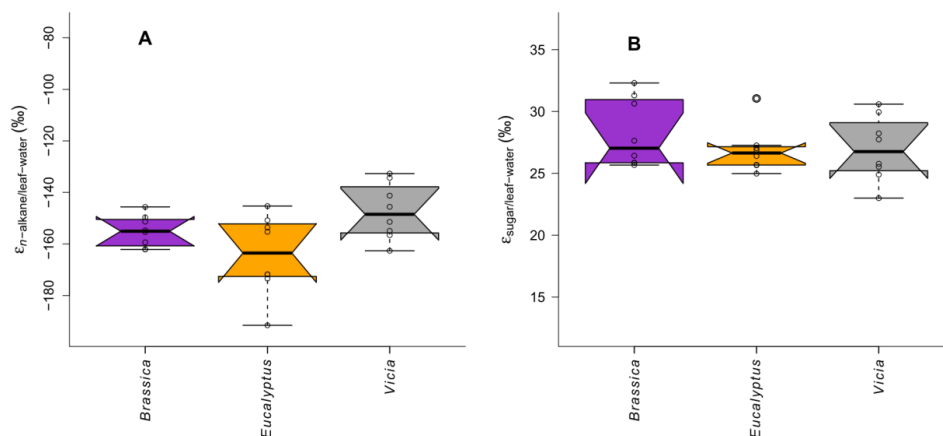 A
εn−alkane/leaf−water (‰)
−80
−100
−120
−140
−160
−180
Brassica
Eucalyptus
Vicia
B
εsugar/leaf−water (‰)
35
30
25
20
15
Brassica
Eucalyptus
Vicia